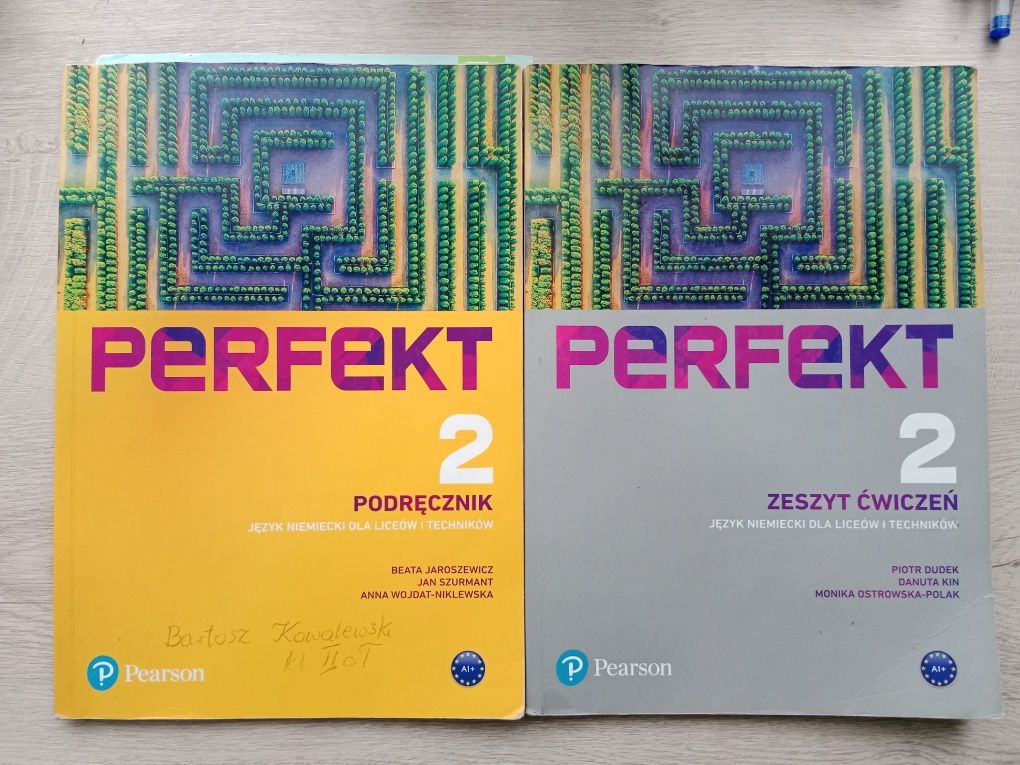 PERFEKT
2
PODRĘCZNIK
JĘZYK NIEMIECKI DLA LICEÓW I TECHNIKÓW
BEATA JAROSZEWICZ
JAN SZURMANT
ANNA WOJDAT-NIKLEWSKA
Bartosz Kowalewski
kl II cT
P Pearson
A1+
PERFEKT
2
ZESZYT ĆWICZEŃ
JĘZYK NIEMIECKI DLA LICEÓW I TECHNIKÓW
PIOTR DUDEK
DANUTA KIN
MONIKA OSTROWSKA-POLAK
P Pearson
A1+